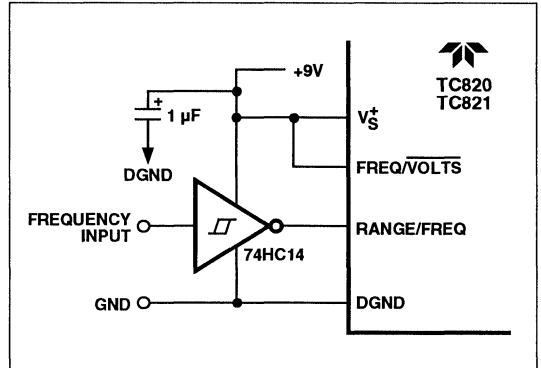 +9V
TC820
TC821
+
1 µF
V+S
DGND
FREQ/VOLTS
FREQUENCY
INPUT
RANGE/FREQ
74HC14
GND
DGND